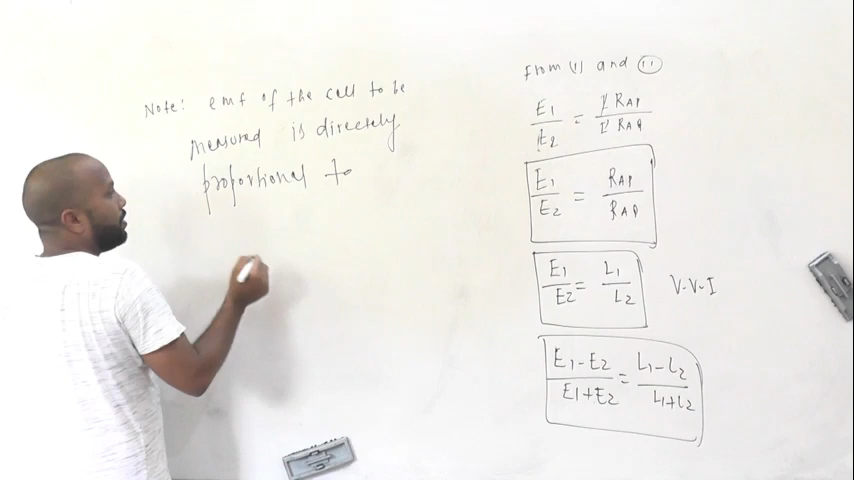 Note: emf of the cell to be
measured is directely
proportional to
From (I) and (II)
E1/E2 = I' RAP/I' RAQ
E1/E2 = RAP/RAQ
E1/E2 = L1/L2 V-V-I
E1-E2/E1+E2 = L1-L2/L1+L2